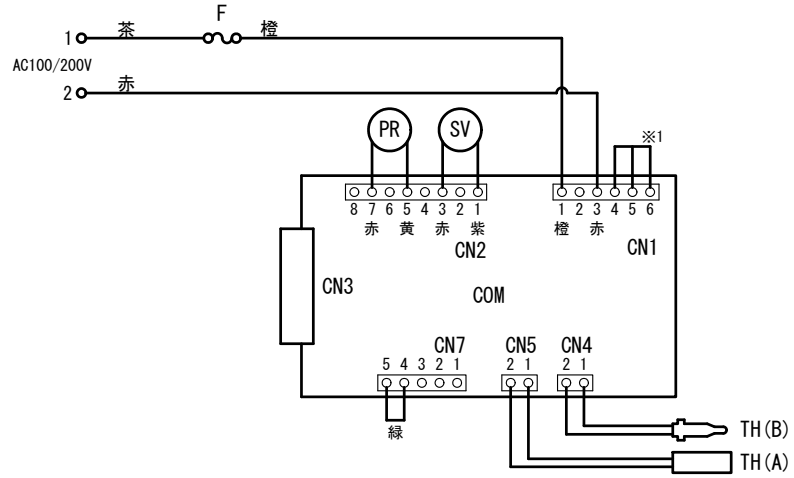 F
1 茶 橙
AC100/200V
2 赤
PR SV ※1
8 7 6 5 4 3 2 1
赤 黄 赤 紫
CN2
1 2 3 4 5 6
橙 赤
CN1
CN3
COM
CN7 CN5 CN4
5 4 3 2 1 2 1 2 1
緑
TH(B)
TH(A)